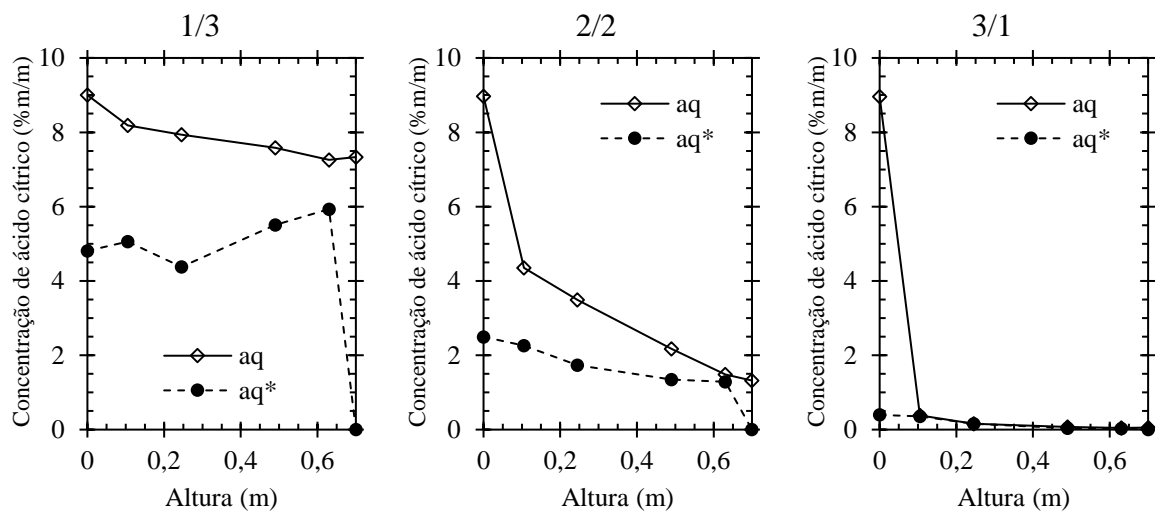 1/3
Concentração de ácido cítrico (%m/m)
10
8
6
4
2
0
aq
aq*
0
0,2
0,4
0,6
Altura (m)
2/2
Concentração de ácido cítrico (%m/m)
10
8
6
4
2
0
aq
aq*
0
0,2
0,4
0,6
Altura (m)
3/1
Concentração de ácido cítrico (%m/m)
10
8
6
4
2
0
aq
aq*
0
0,2
0,4
0,6
Altura (m)